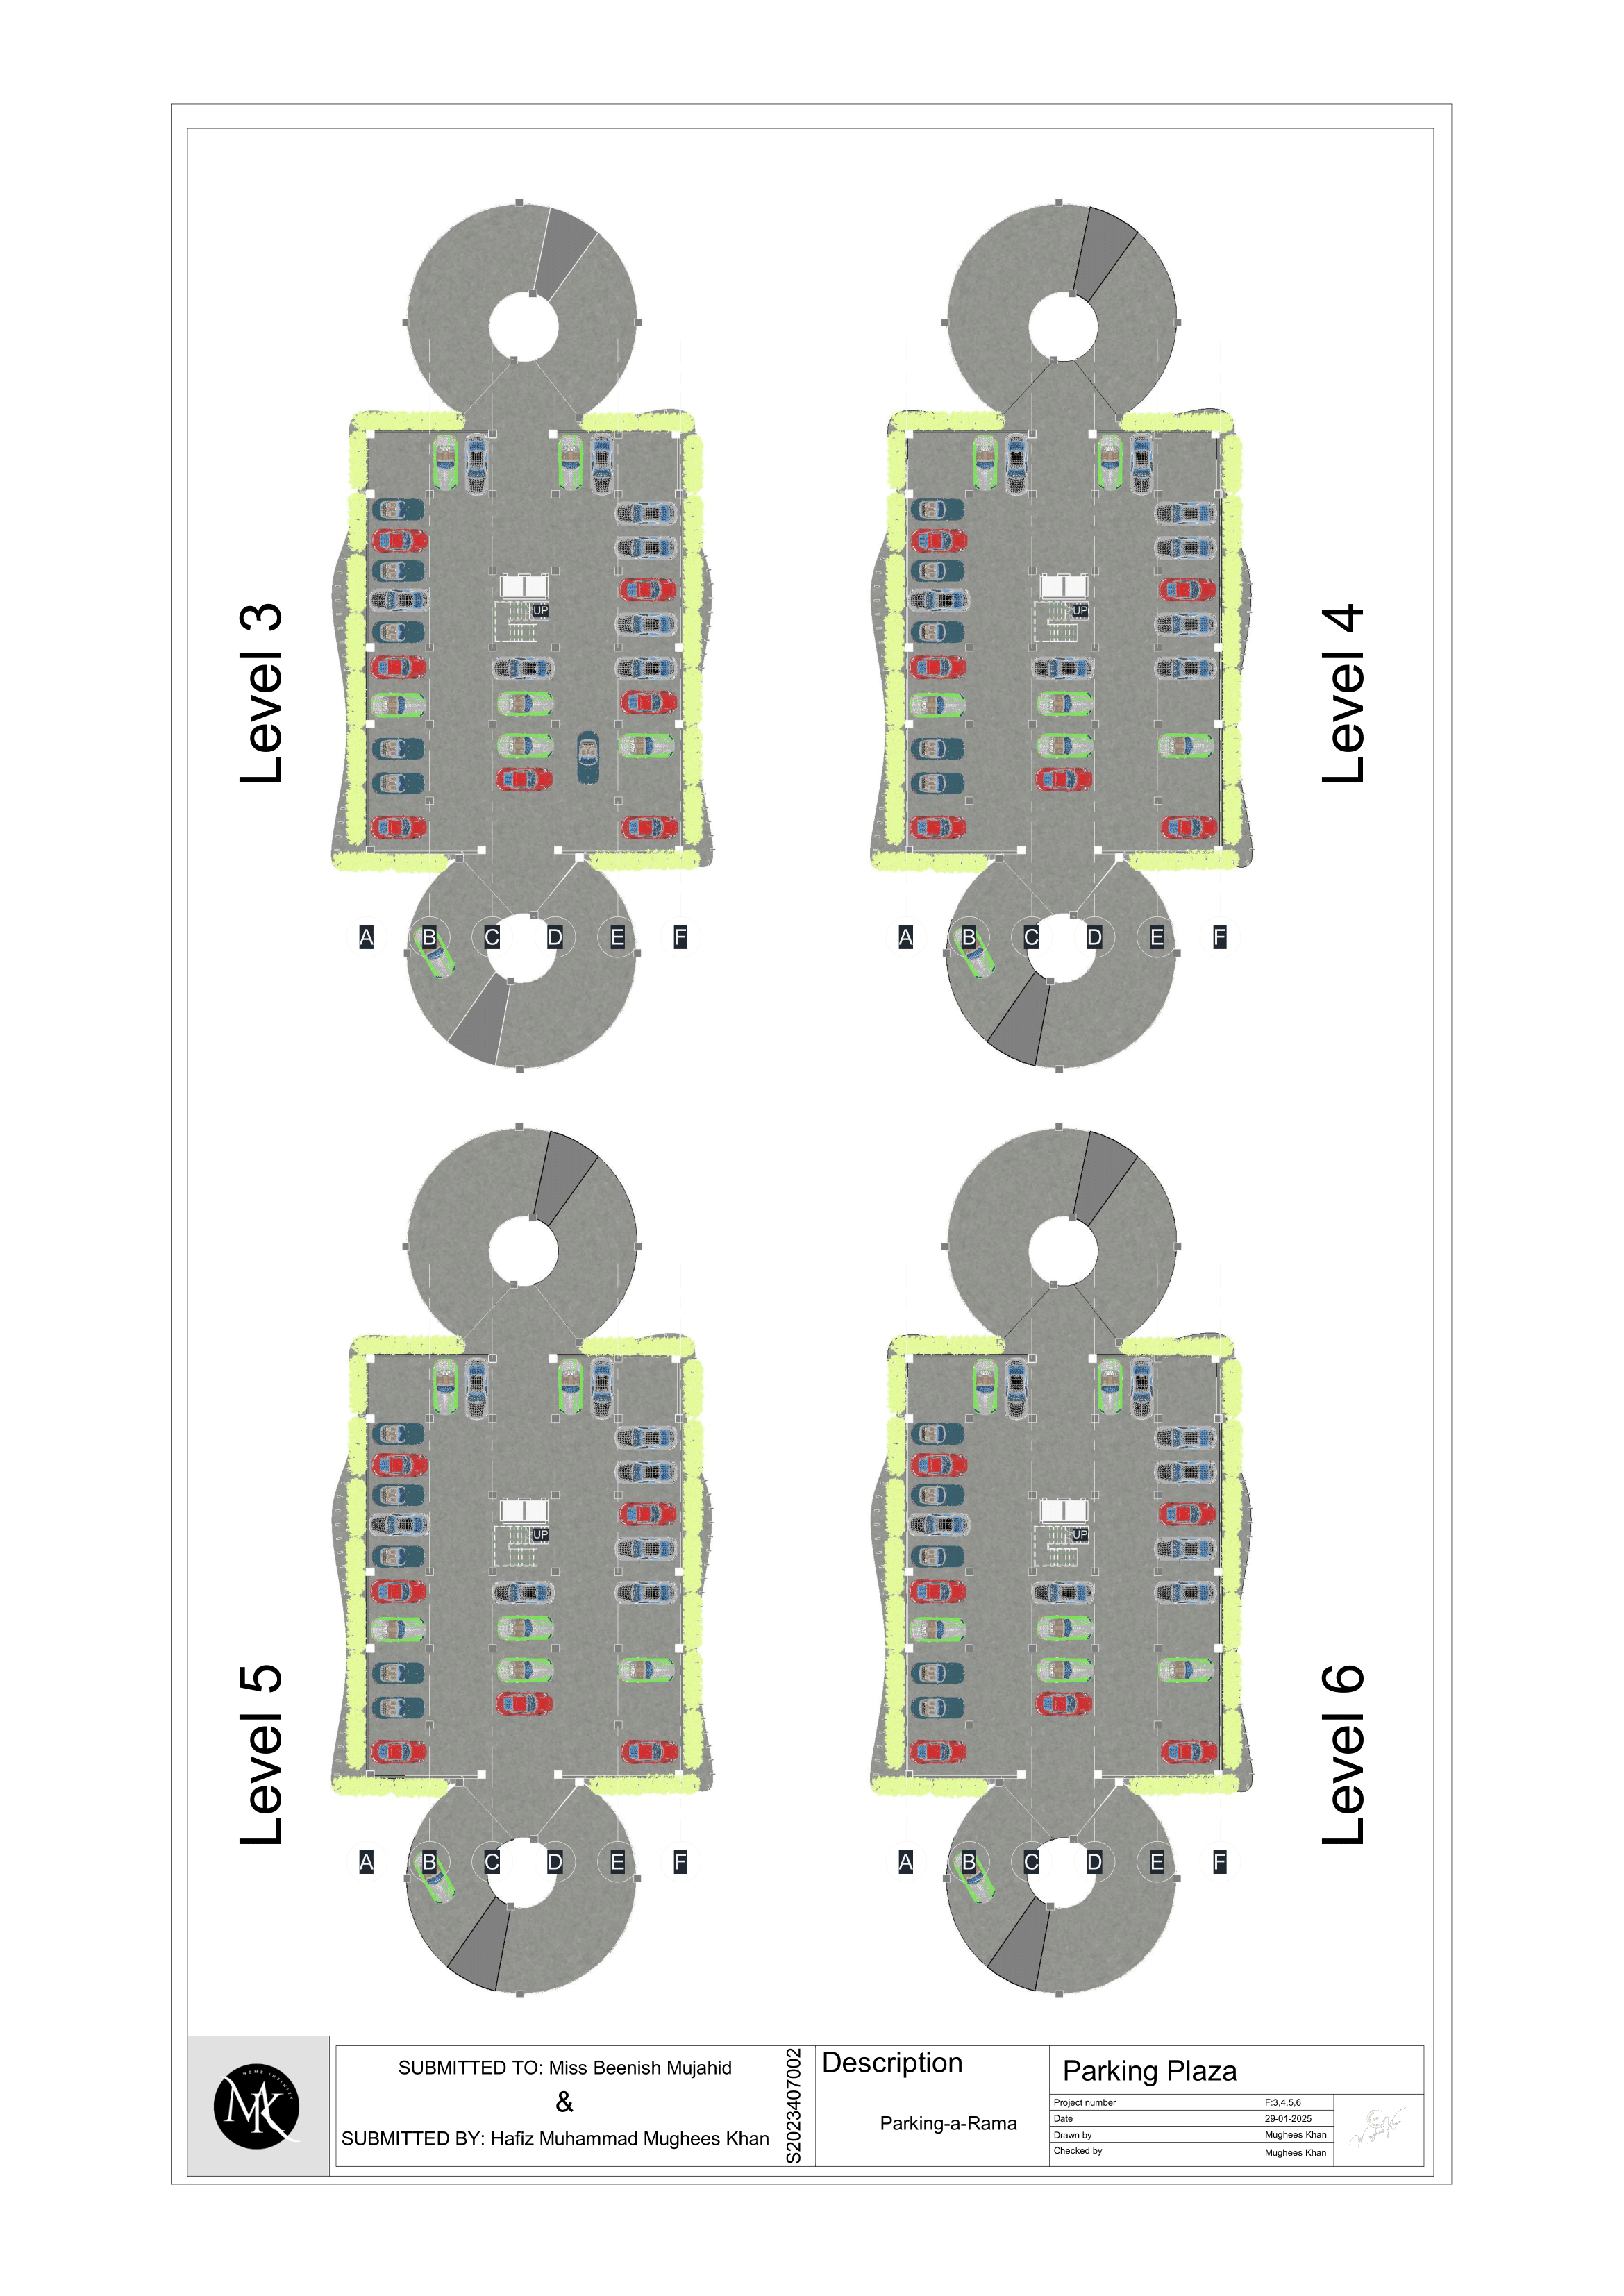 Level 3
UP
A B C D E F
Level 4
UP
A B C D E F
Level 5
UP
A B C D E F
Level 6
UP
A B C D E F
MK
HOME INFINITY
SUBMITTED TO: Miss Beenish Mujahid
&
SUBMITTED BY: Hafiz Muhammad Mughees Khan
S2023407002
Description
Parking-a-Rama
Parking Plaza
Project number F:3,4,5,6
Date 29-01-2025
Drawn by Mughees Khan
Checked by Mughees Khan